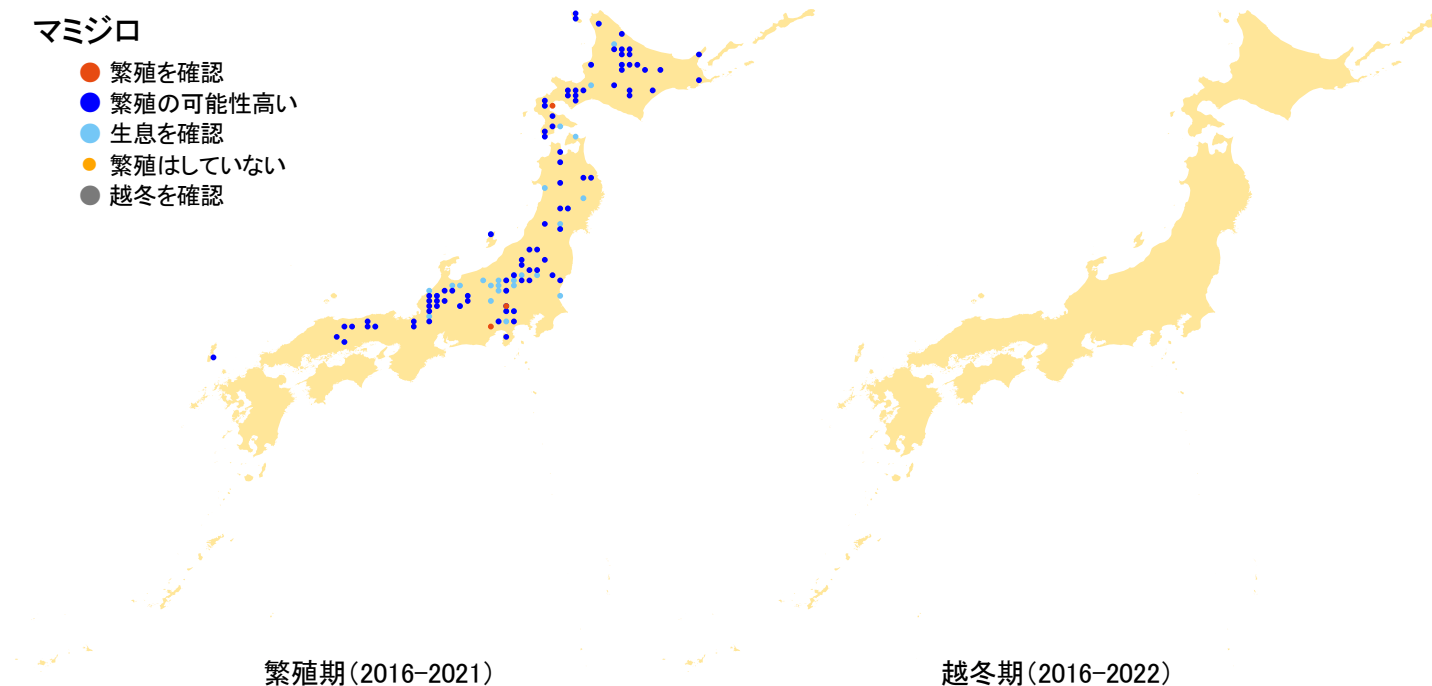 マミジロ
繁殖を確認
繁殖の可能性高い
生息を確認
繁殖はしていない
越冬を確認
繁殖期(2016-2021)
越冬期(2016-2022)